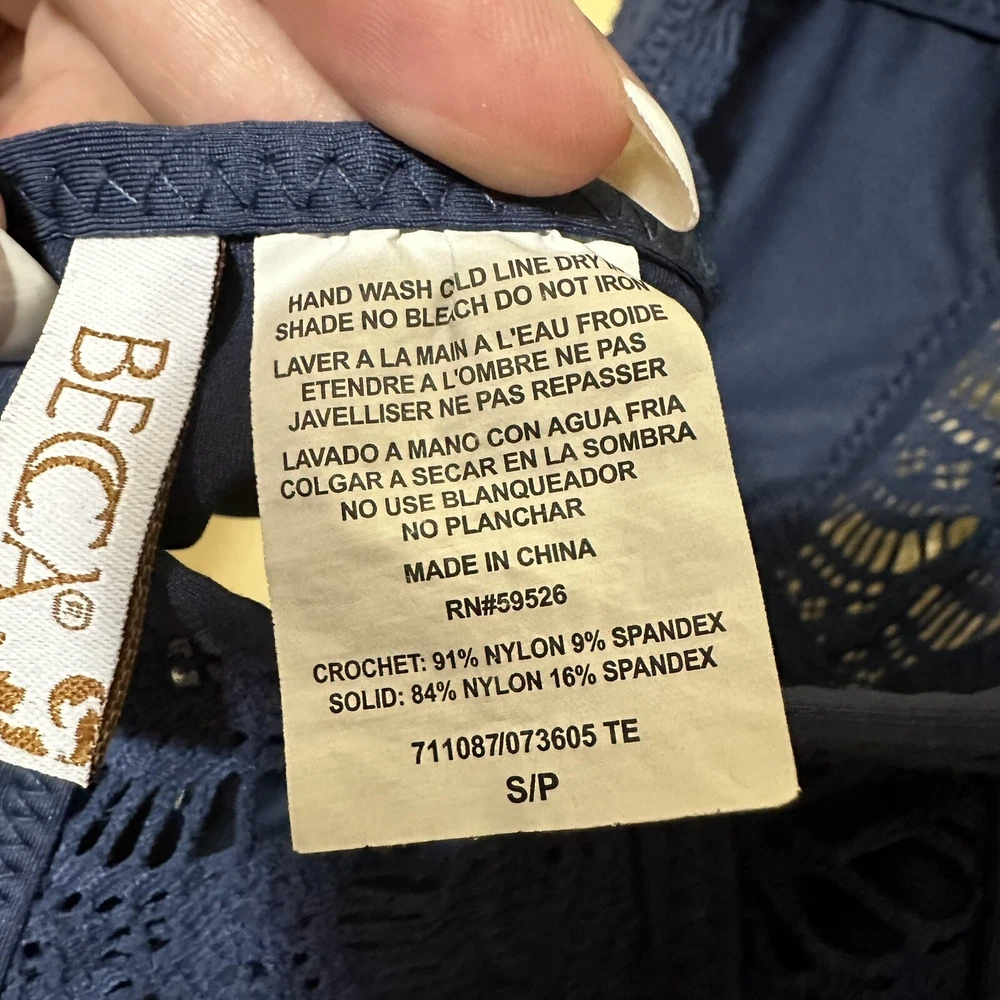 BECCA®
HAND WASH COLD LINE DRY IN
SHADE NO BLEACH DO NOT IRON
LAVER A LA MAIN A L'EAU FROIDE
ETENDRE A L'OMBRE NE PAS
JAVELLISER NE PAS REPASSER
LAVADO A MANO CON AGUA FRIA
COLGAR A SECAR EN LA SOMBRA
NO USE BLANQUEADOR
NO PLANCHAR
MADE IN CHINA
RN#59526
CROCHET: 91% NYLON 9% SPANDEX
SOLID: 84% NYLON 16% SPANDEX
711087/073605 TE
S/P